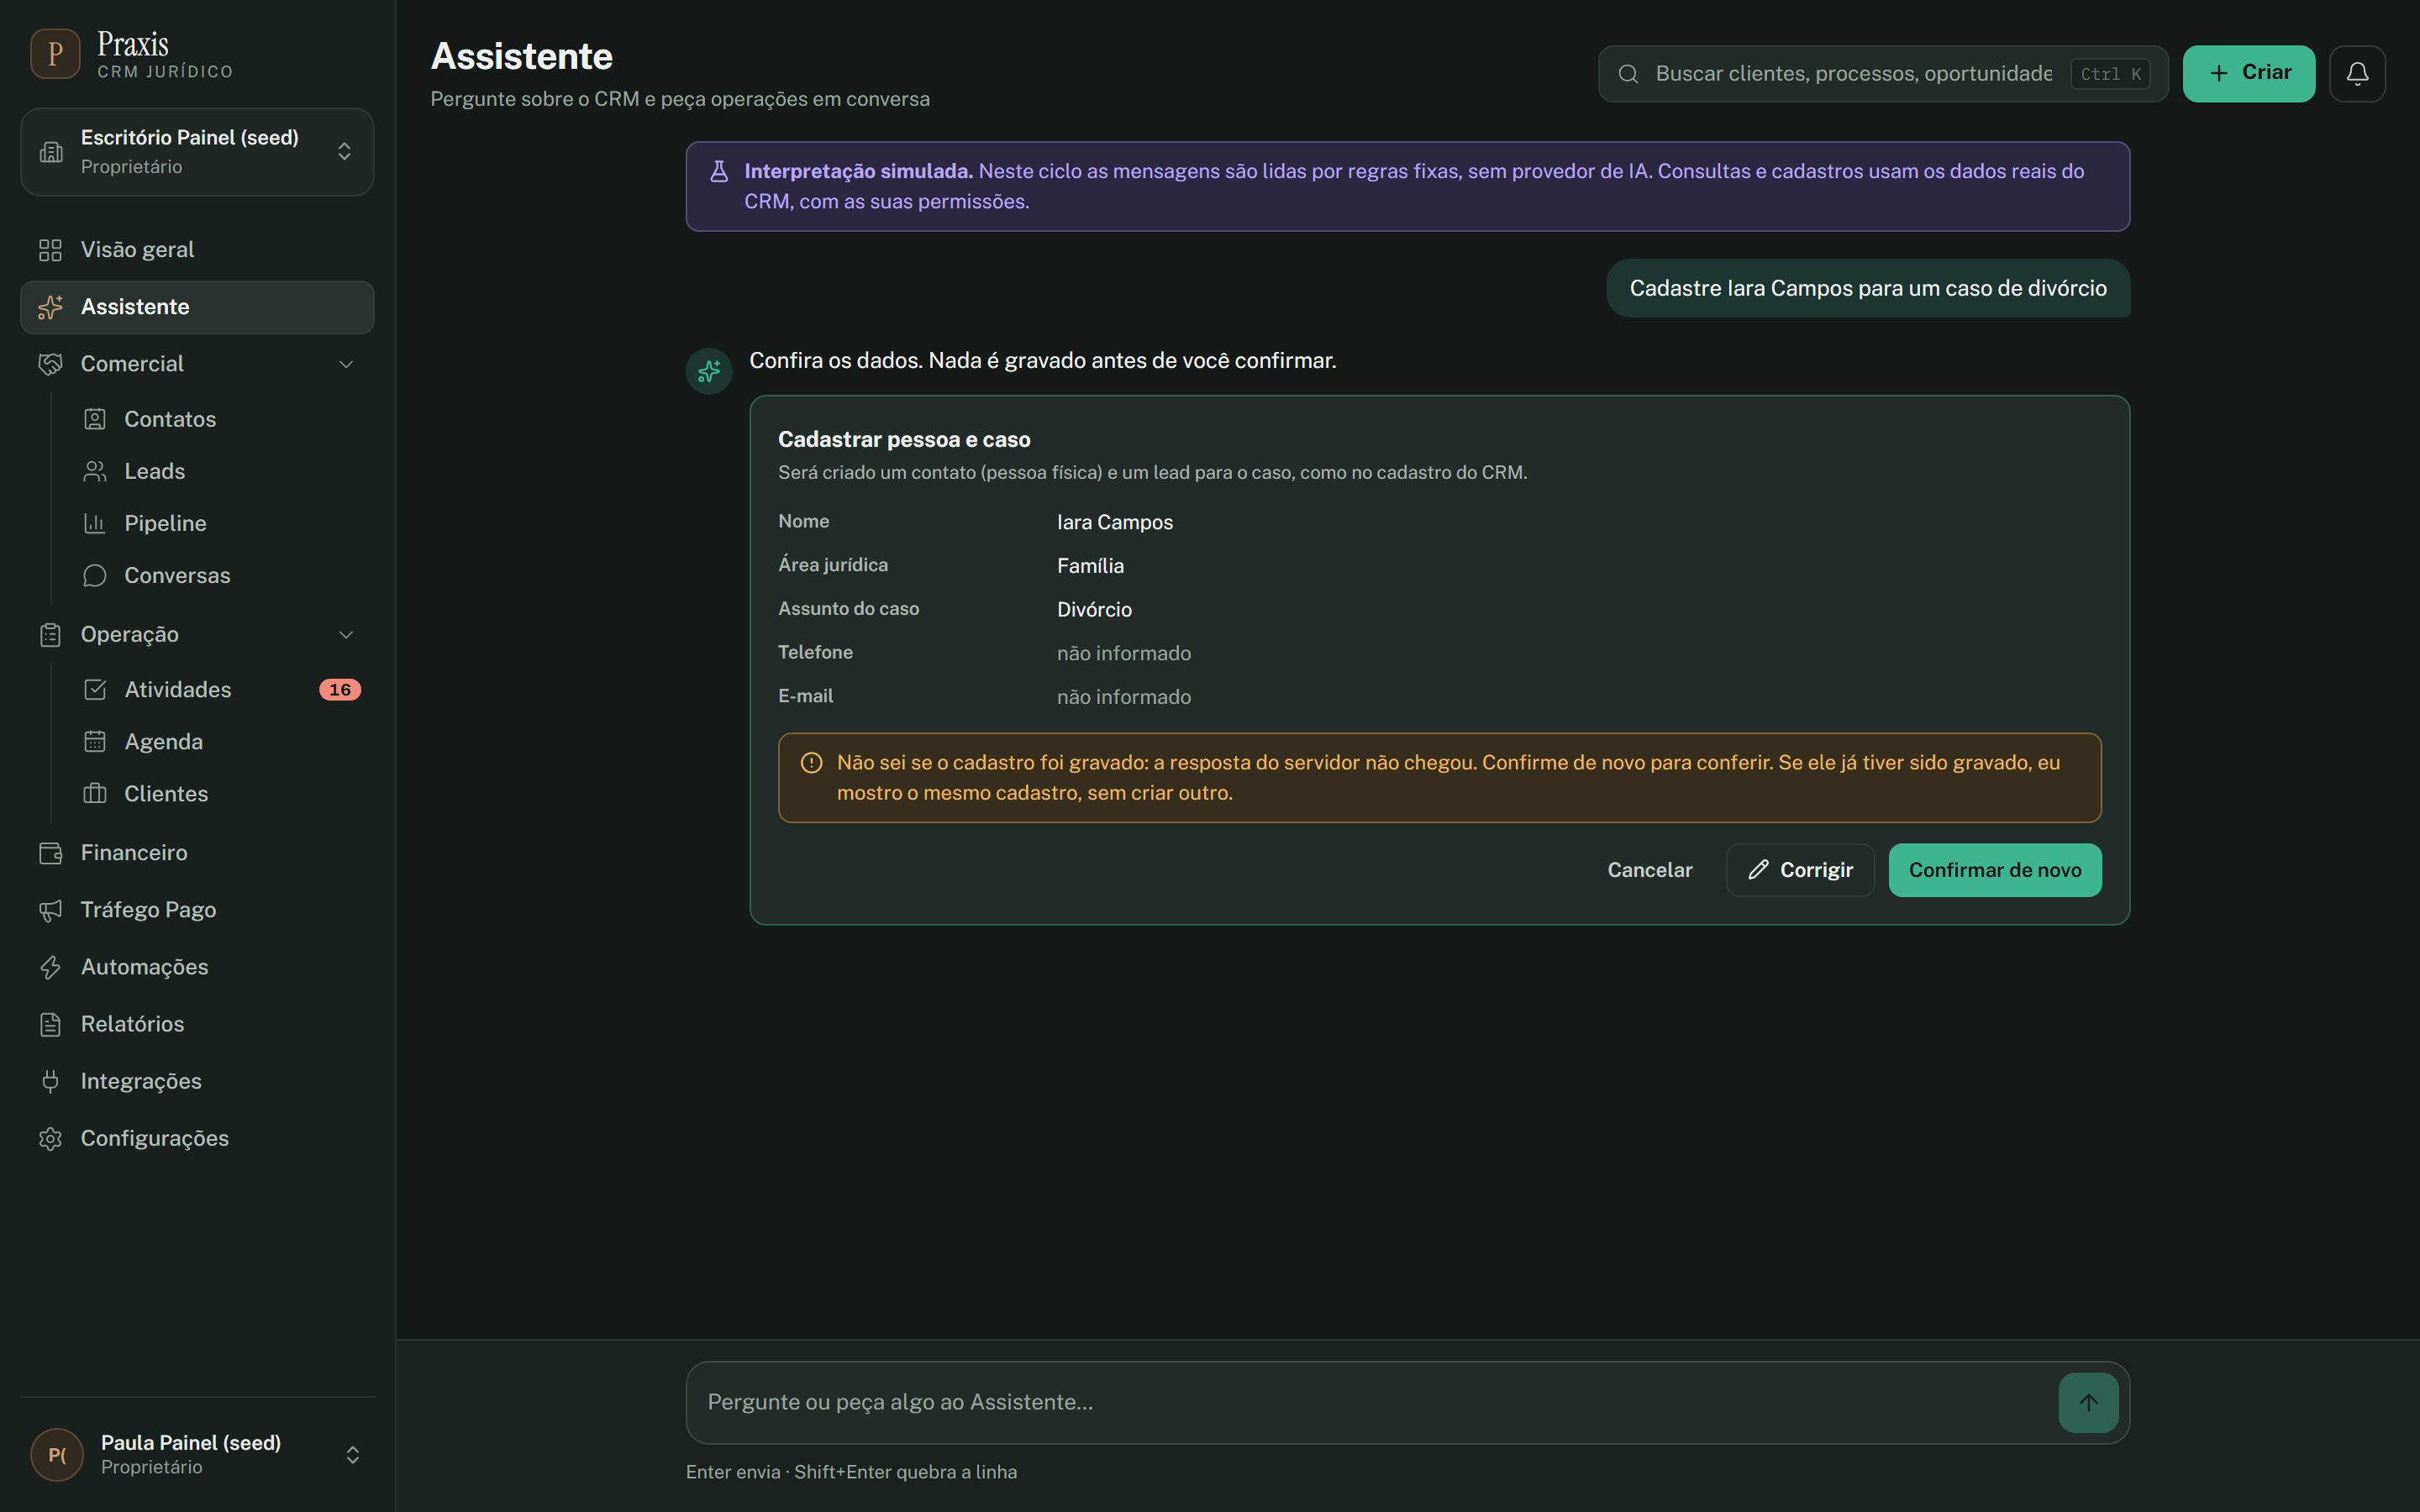 P
Praxis
CRM JURÍDICO
Escritório Painel (seed)
Proprietário
Visão geral
Assistente
Comercial
Contatos
Leads
Pipeline
Conversas
Operação
Atividades
16
Agenda
Clientes
Financeiro
Tráfego Pago
Automações
Relatórios
Integrações
Configurações
P(
Paula Painel (seed)
Proprietário
Assistente
Pergunte sobre o CRM e peça operações em conversa
Buscar clientes, processos, oportunidade
Ctrl K
Criar
Interpretação simulada. Neste ciclo as mensagens são lidas por regras fixas, sem provedor de IA. Consultas e cadastros usam os dados reais do
CRM, com as suas permissões.
Cadastre Iara Campos para um caso de divórcio
Confira os dados. Nada é gravado antes de você confirmar.
Cadastrar pessoa e caso
Será criado um contato (pessoa física) e um lead para o caso, como no cadastro do CRM.
Nome
Iara Campos
Área jurídica
Família
Assunto do caso
Divórcio
Telefone
não informado
E-mail
não informado
Não sei se o cadastro foi gravado: a resposta do servidor não chegou. Confirme de novo para conferir. Se ele já tiver sido gravado, eu
mostro o mesmo cadastro, sem criar outro.
Cancelar
Corrigir
Confirmar de novo
Pergunte ou peça algo ao Assistente...
Enter envia · Shift+Enter quebra a linha